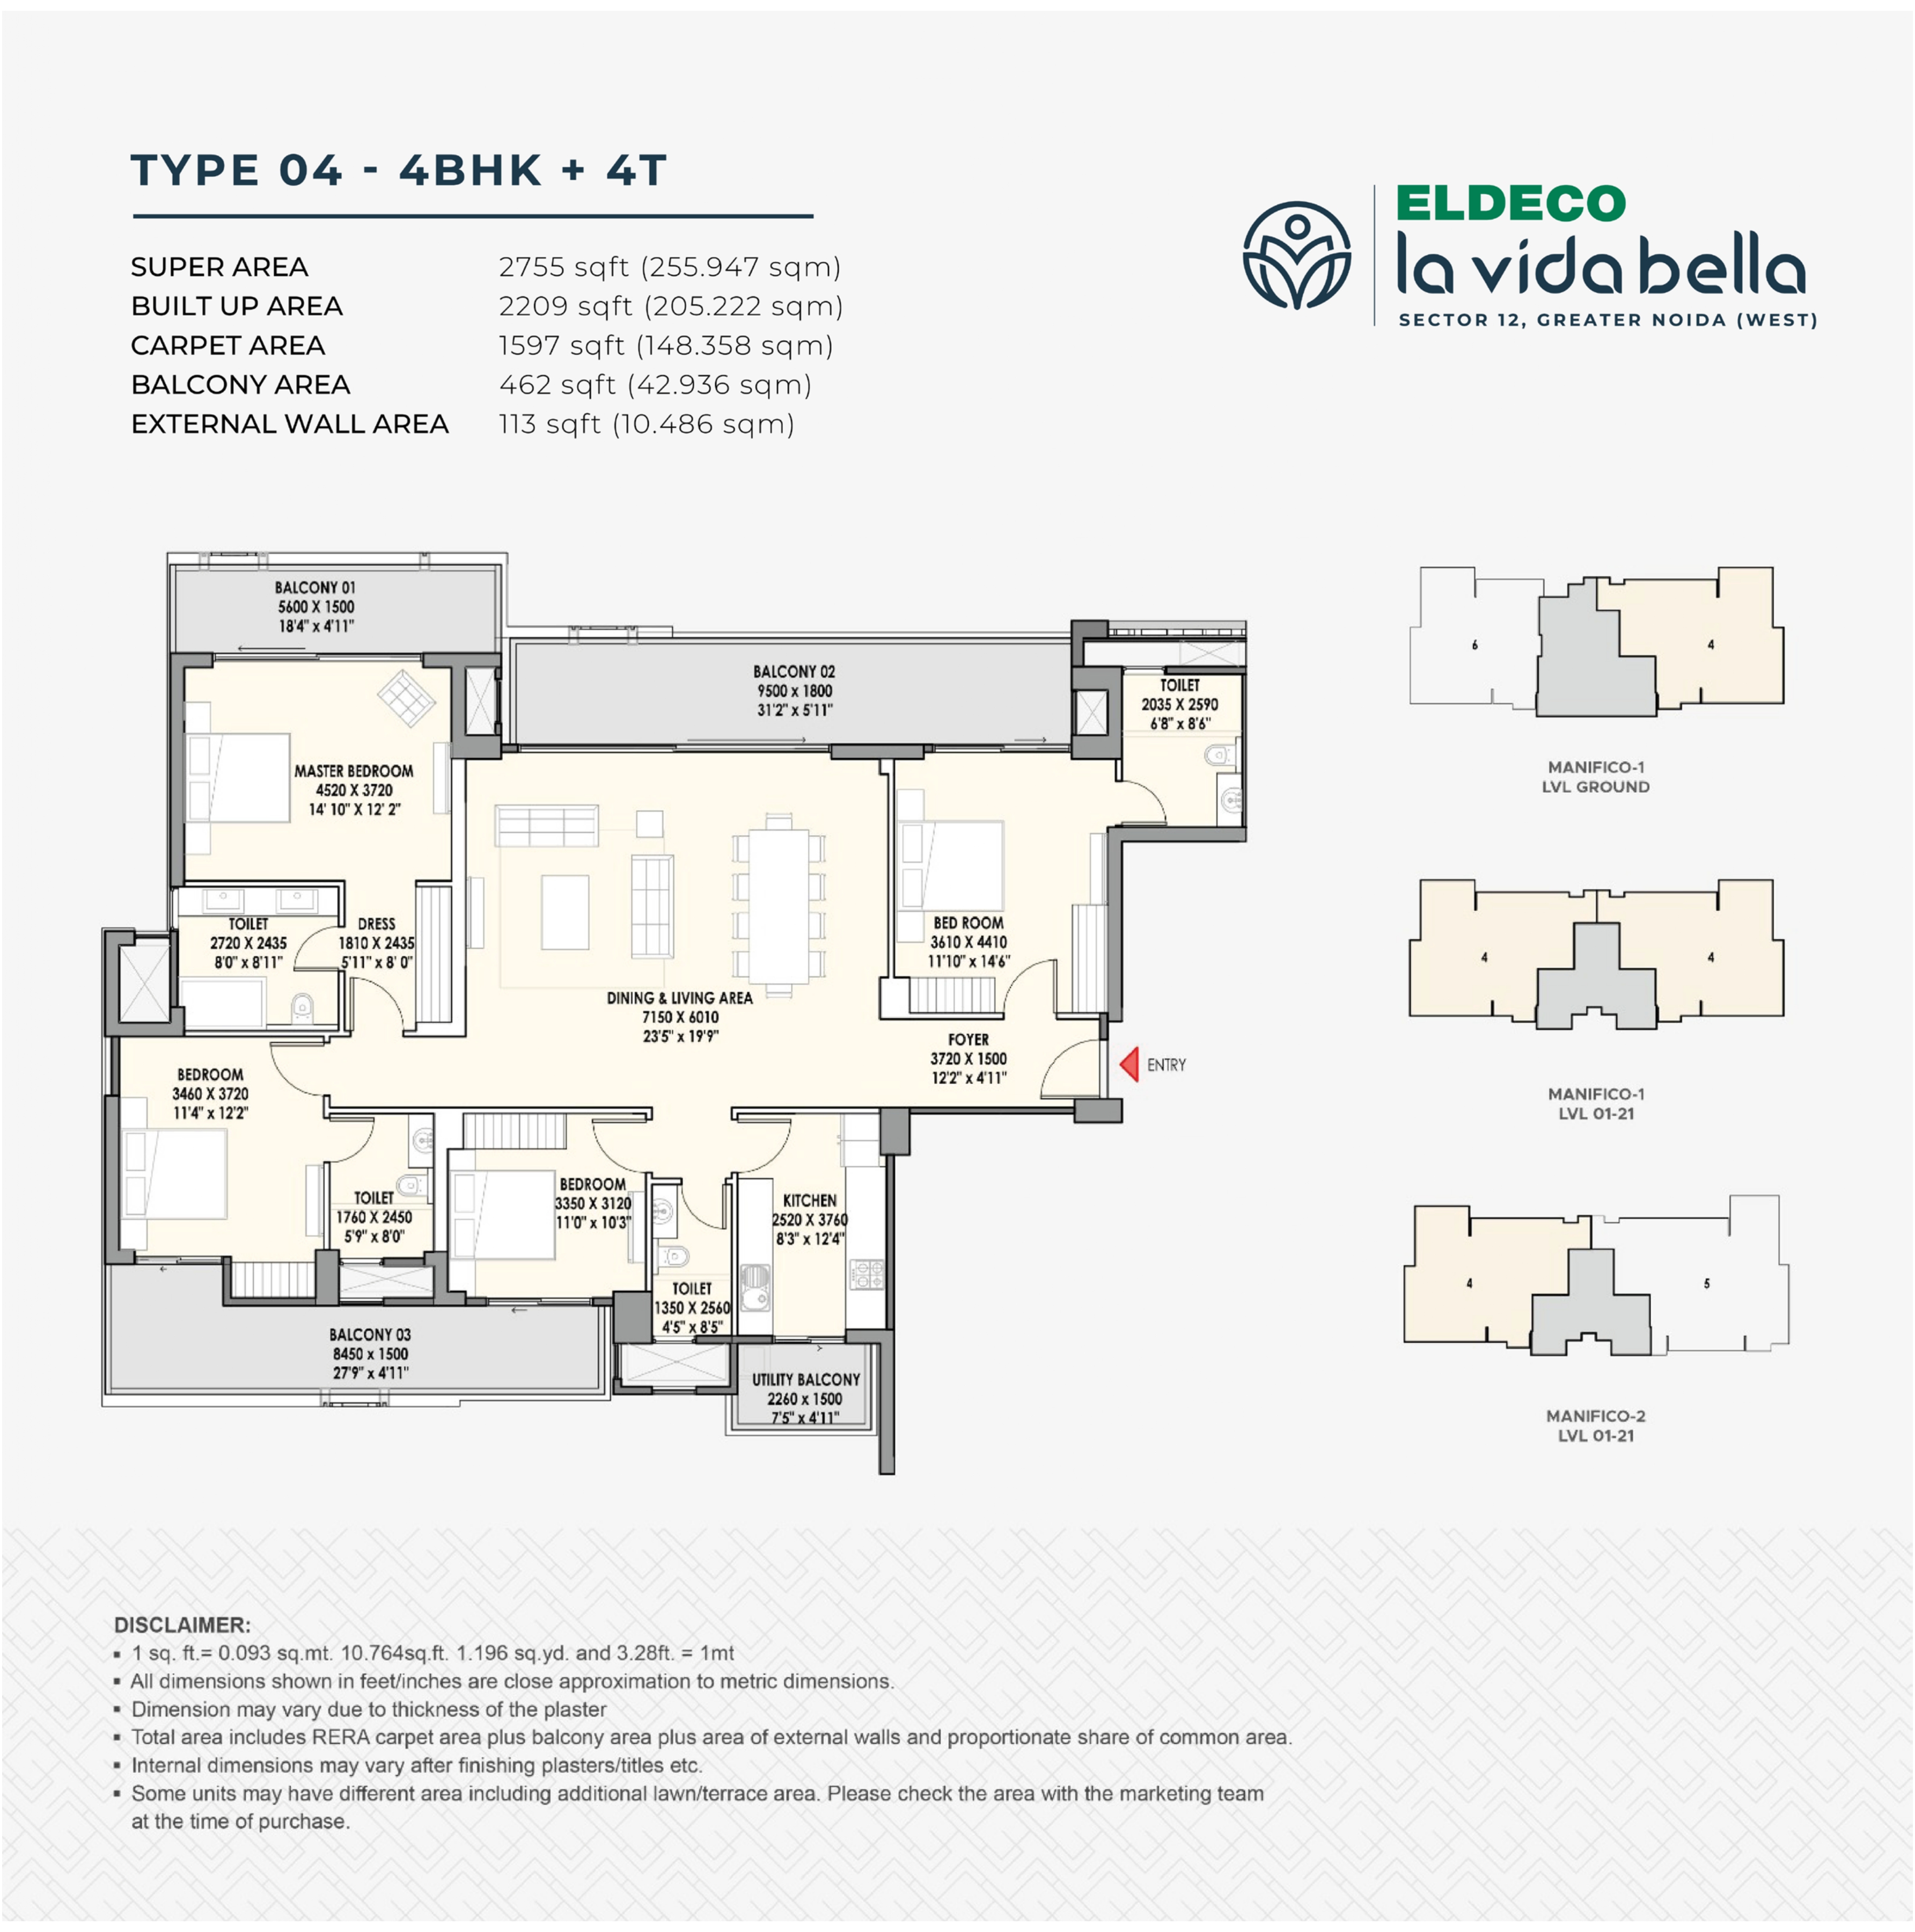 TYPE 04 - 4BHK + 4T
SUPER AREA 2755 sqft (255.947 sqm)
BUILT UP AREA 2209 sqft (205.222 sqm)
CARPET AREA 1597 sqft (148.358 sqm)
BALCONY AREA 462 sqft (42.936 sqm)
EXTERNAL WALL AREA 113 sqft (10.486 sqm)
ELDECO
la vida bella
SECTOR 12, GREATER NOIDA (WEST)
BALCONY 01
5600 X 1500
18'4" x 4'11"
BALCONY 02
9500 x 1800
31'2" x 5'11"
TOILET
2035 X 2590
6'8" x 8'6"
MASTER BEDROOM
4520 X 3720
14' 10" X 12' 2"
TOILET
2720 X 2435
8'0" x 8'11"
DRESS
1810 X 2435
5'11" x 8' 0"
BED ROOM
3610 X 4410
11'10" x 14'6"
DINING & LIVING AREA
7150 X 6010
23'5" x 19'9"
FOYER
3720 X 1500
12'2" x 4'11"
ENTRY
BEDROOM
3460 X 3720
11'4" x 12'2"
TOILET
1760 X 2450
5'9" x 8'0"
BEDROOM
3350 X 3120
11'0" x 10'3"
KITCHEN
2520 X 3760
8'3" x 12'4"
TOILET
1350 X 2560
4'5" x 8'5"
BALCONY 03
8450 x 1500
27'9" x 4'11"
UTILITY BALCONY
2260 x 1500
7'5" x 4'11"
6
4
MANIFICO-1
LVL GROUND
4
4
MANIFICO-1
LVL 01-21
4
5
MANIFICO-2
LVL 01-21
DISCLAIMER:
▪ 1 sq. ft.= 0.093 sq.mt. 10.764sq.ft. 1.196 sq.yd. and 3.28ft. = 1mt
▪ All dimensions shown in feet/inches are close approximation to metric dimensions.
▪ Dimension may vary due to thickness of the plaster
▪ Total area includes RERA carpet area plus balcony area plus area of external walls and proportionate share of common area.
▪ Internal dimensions may vary after finishing plasters/titles etc.
▪ Some units may have different area including additional lawn/terrace area. Please check the area with the marketing team
at the time of purchase.